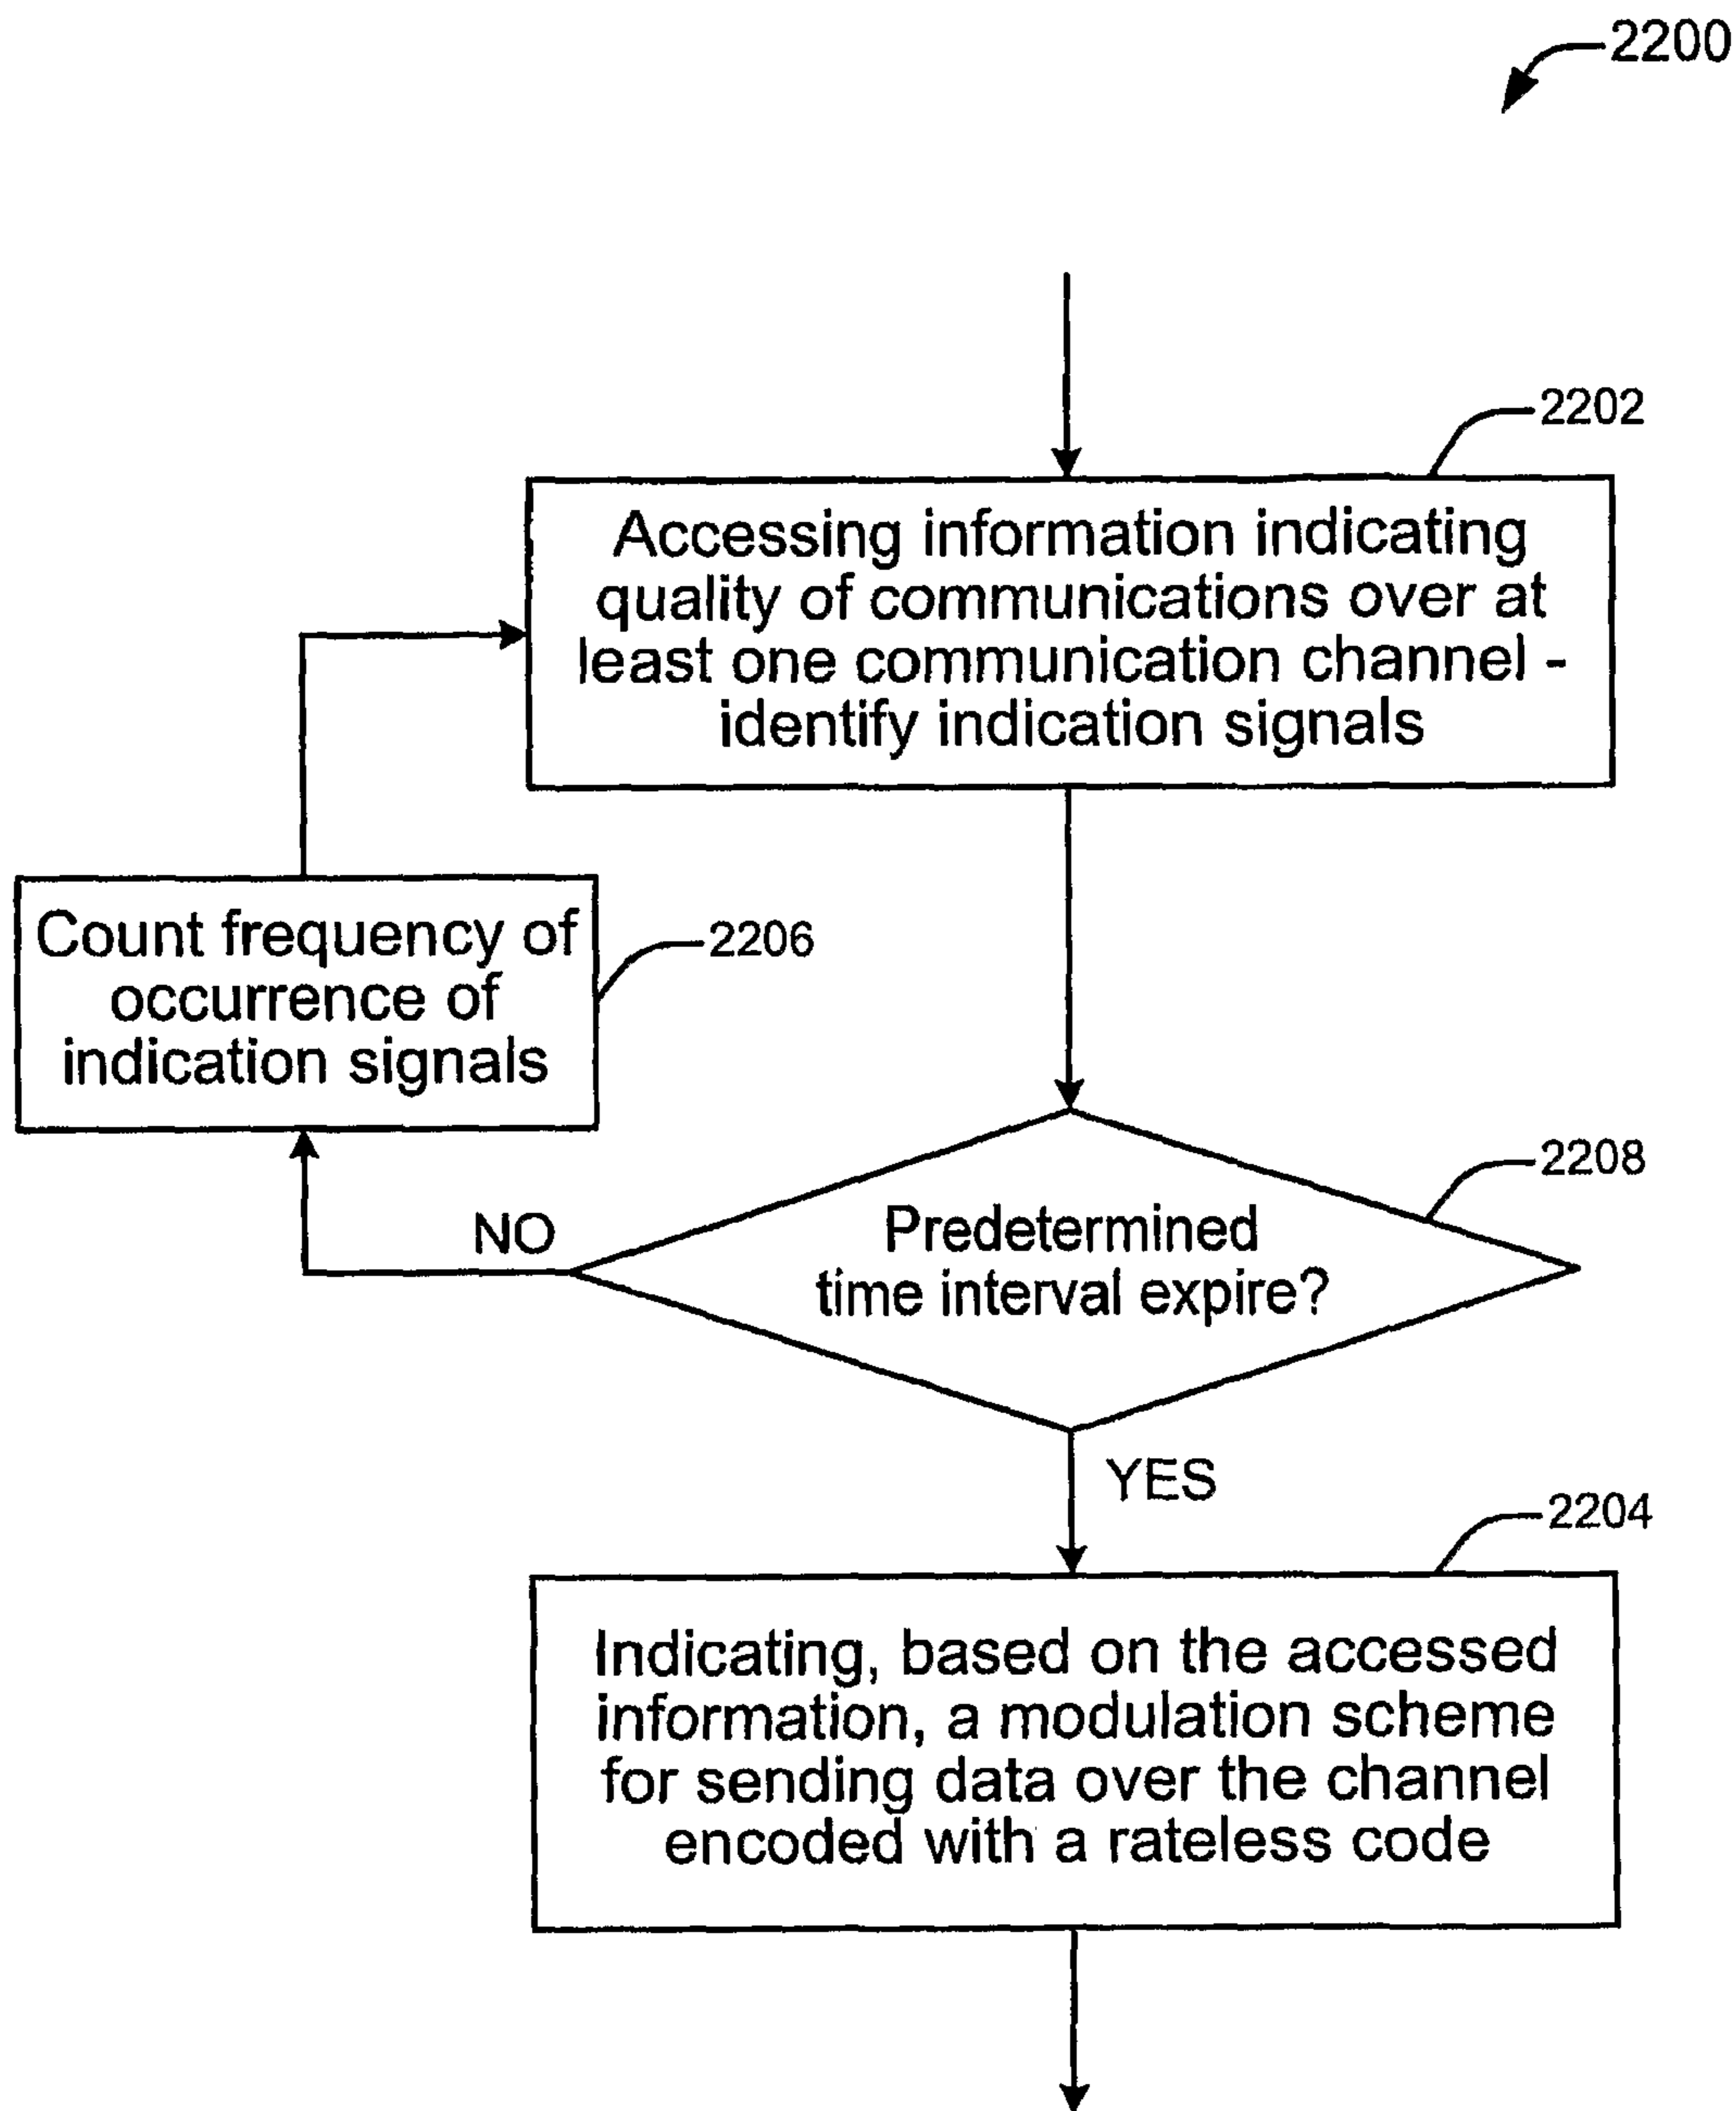 2200
2202
Accessing information indicating
quality of communications over at
least one communication channel -
identify indication signals
Count frequency of
occurrence of
indication signals
2206
2208
Predetermined
time interval expire?
NO
YES
2204
Indicating, based on the accessed
information, a modulation scheme
for sending data over the channel
encoded with a rateless code